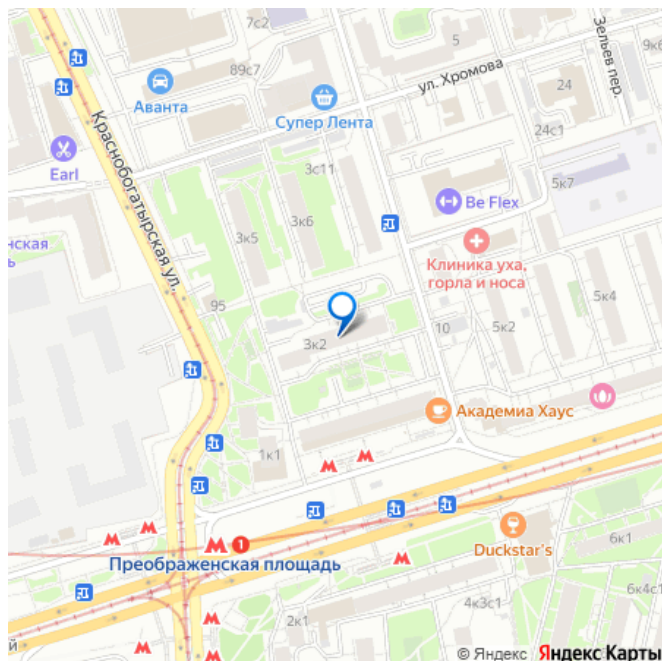 7с2
5
Зельев пер.
9к6
89с7
ул. Хромова
Аванта
Супер Лента
24
24с1
Краснобогатырская ул.
Earl
3с11
5к7
Be Flex
3к6
3к5
нская
ь
Клиника уха,
горла и носа
95
5к4
10
5к2
3к2
Академиа Хаус
1к1
1
Преображенская площадь
Duckstar's
6к1
6к4с1
4к3с1
2к1
й
© Яндекс Яндекс Карты